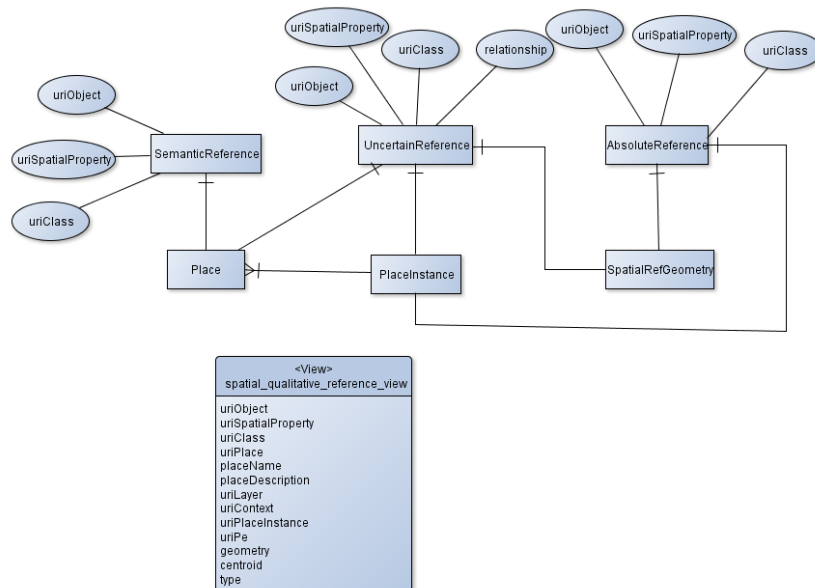 uriSpatialProperty
uriObject
uriSpatialProperty
uriClass
relationship
uriClass
uriObject
uriObject
SemanticReference
UncertainReference
AbsoluteReference
uriSpatialProperty
uriClass
Place
PlaceInstance
SpatialRefGeometry
<View>
spatial_qualitative_reference_view
uriObject
uriSpatialProperty
uriClass
uriPlace
placeName
placeDescription
uriLayer
uriContext
uriPlaceInstance
uriPe
geometry
centroid
type